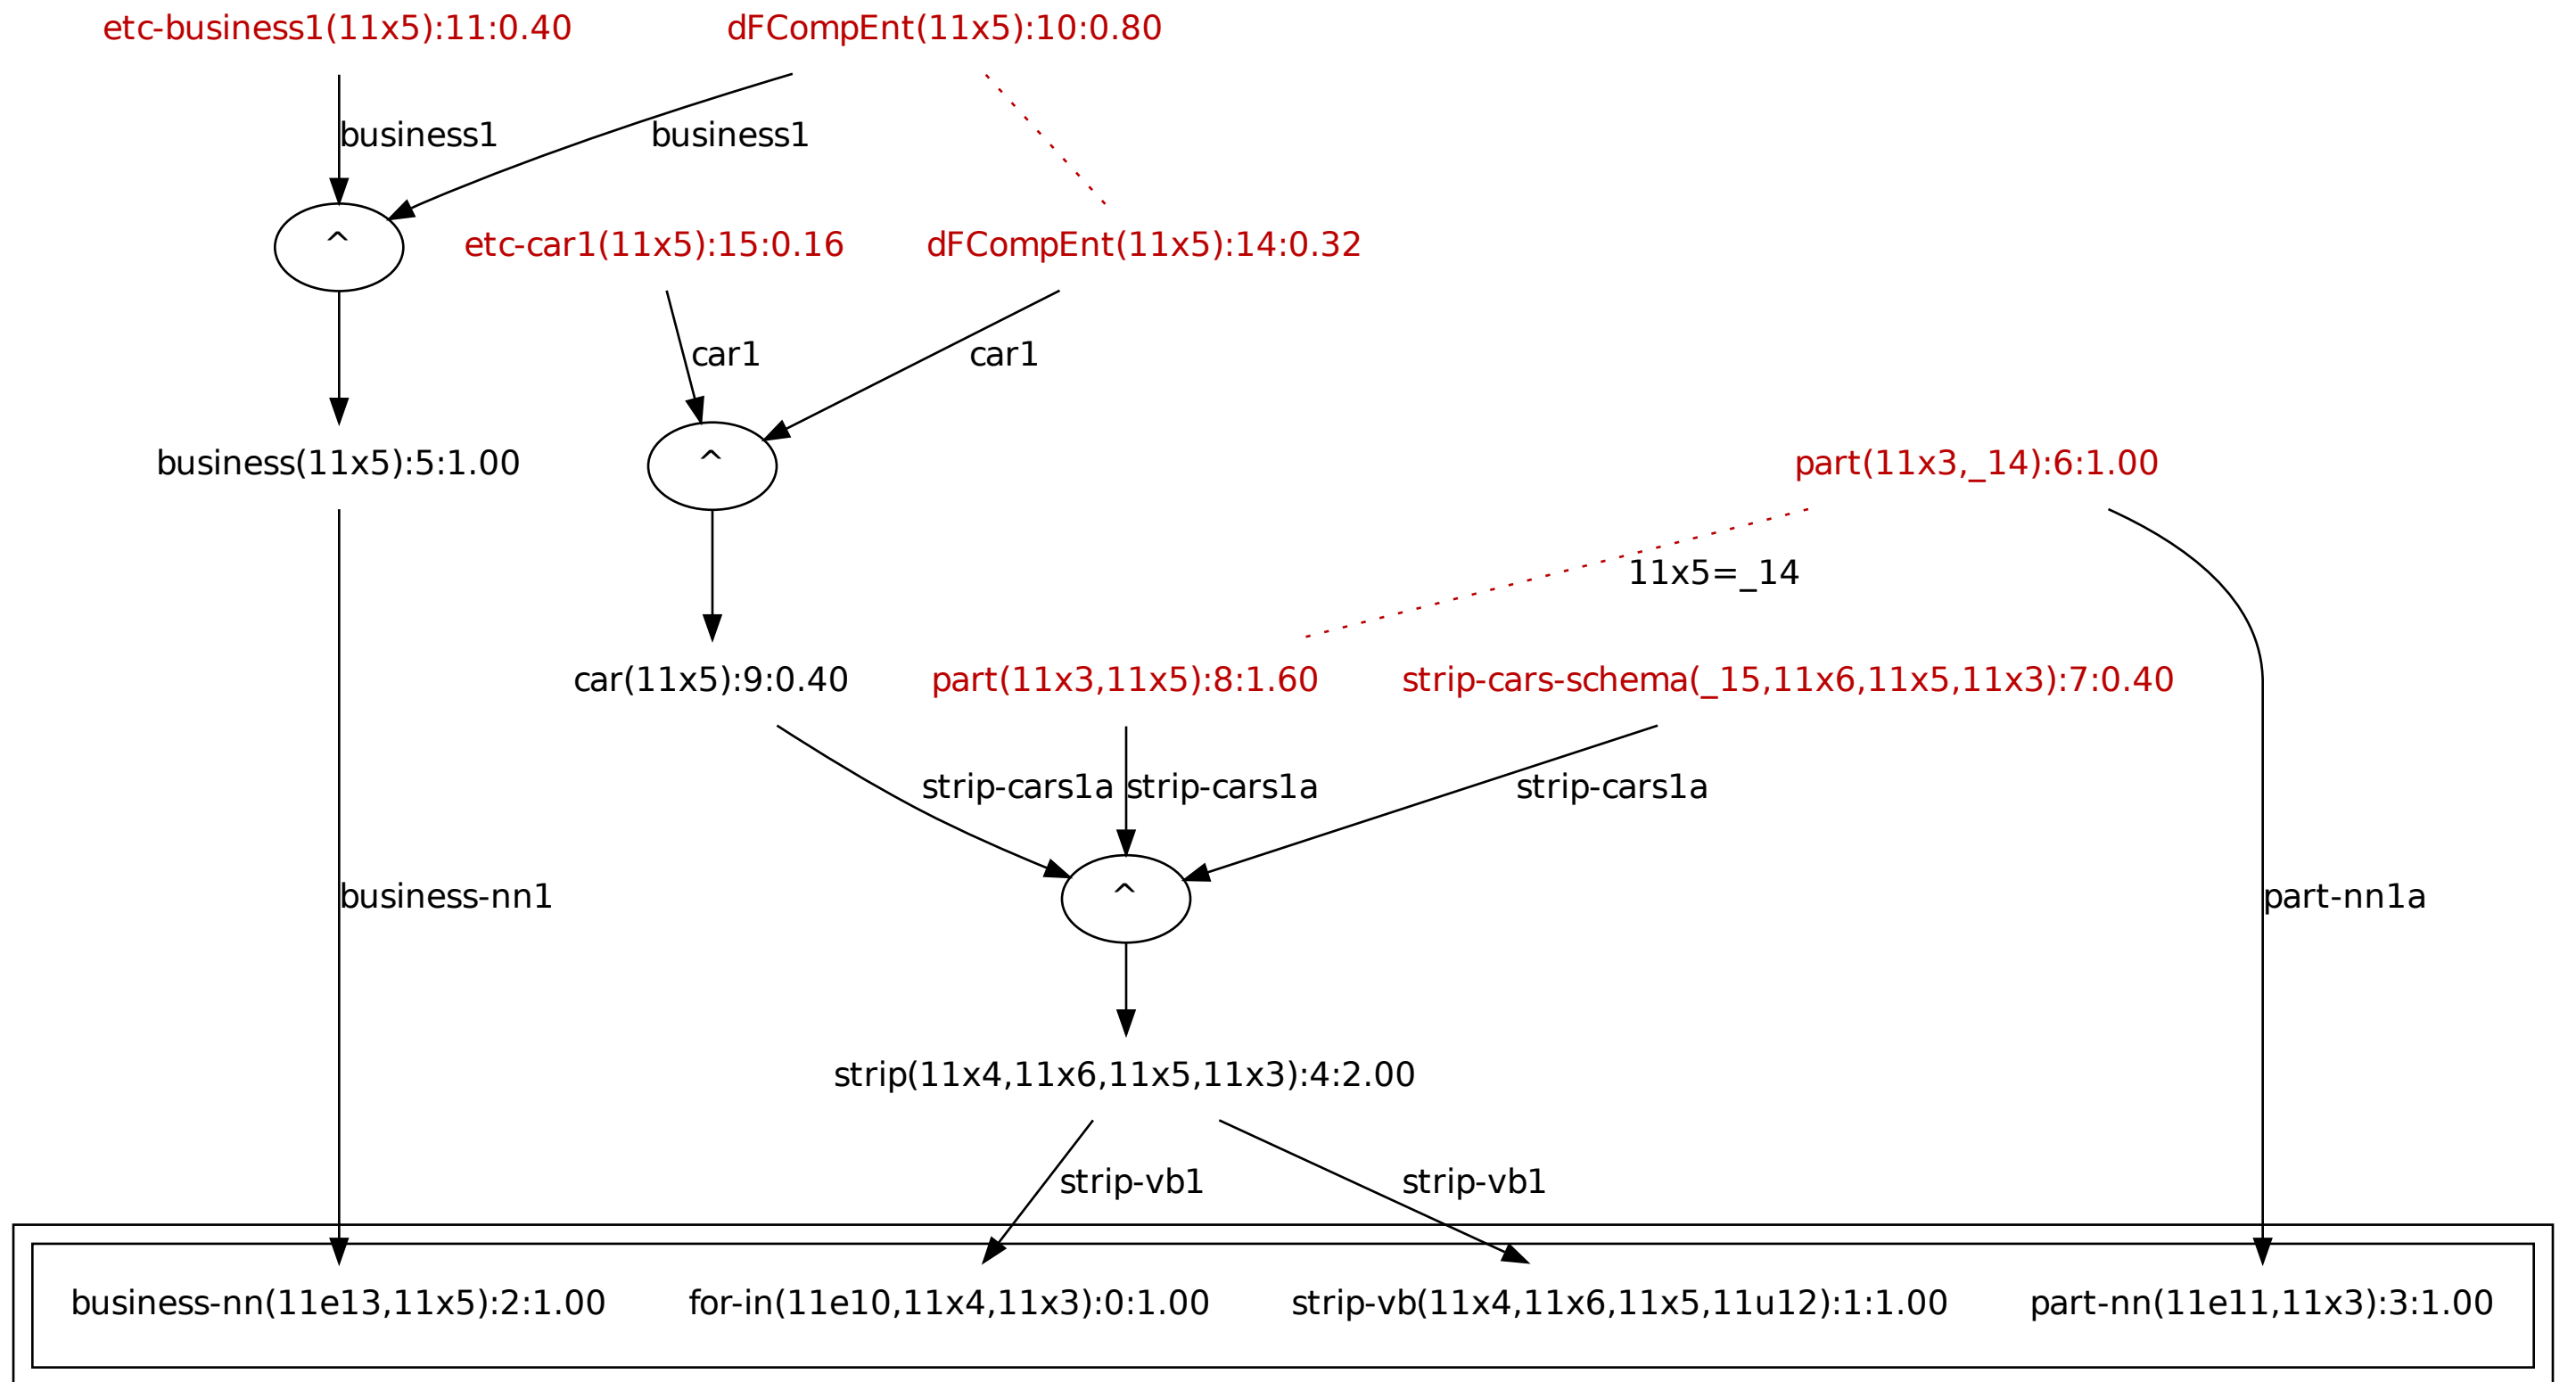 etc-business1(11x5):11:0.40
dFCompEnt(11x5):10:0.80
business1
business1
^
etc-car1(11x5):15:0.16
dFCompEnt(11x5):14:0.32
car1
car1
business(11x5):5:1.00
^
part(11x3,_14):6:1.00
11x5=_14
car(11x5):9:0.40
part(11x3,11x5):8:1.60
strip-cars-schema(_15,11x6,11x5,11x3):7:0.40
strip-cars1a
strip-cars1a
strip-cars1a
business-nn1
^
part-nn1a
strip(11x4,11x6,11x5,11x3):4:2.00
strip-vb1
strip-vb1
business-nn(11e13,11x5):2:1.00
for-in(11e10,11x4,11x3):0:1.00
strip-vb(11x4,11x6,11x5,11u12):1:1.00
part-nn(11e11,11x3):3:1.00